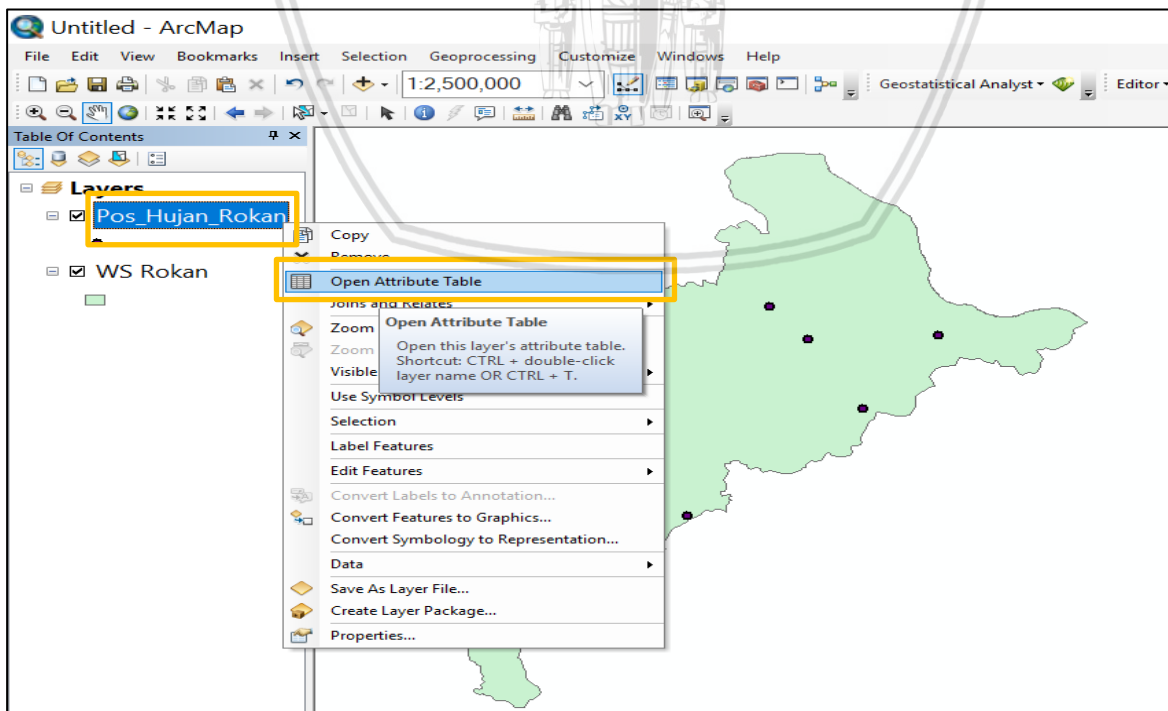 Untitled - ArcMap
File Edit View Bookmarks Insert Selection Geoprocessing Customize Windows Help
1:2,500,000 Geostatistical Analyst Editor
Table Of Contents
Layers
Pos_Hujan_Rokan
WS Rokan
Copy
Remove
Open Attribute Table
Joins and Relates
Open Attribute Table
Open this layer's attribute table.
Shortcut: CTRL + double-click
layer name OR CTRL + T.
Zoom
Zoom
Visible
Use Symbol Levels
Selection
Label Features
Edit Features
Convert Labels to Annotation...
Convert Features to Graphics...
Convert Symbology to Representation...
Data
Save As Layer File...
Create Layer Package...
Properties...